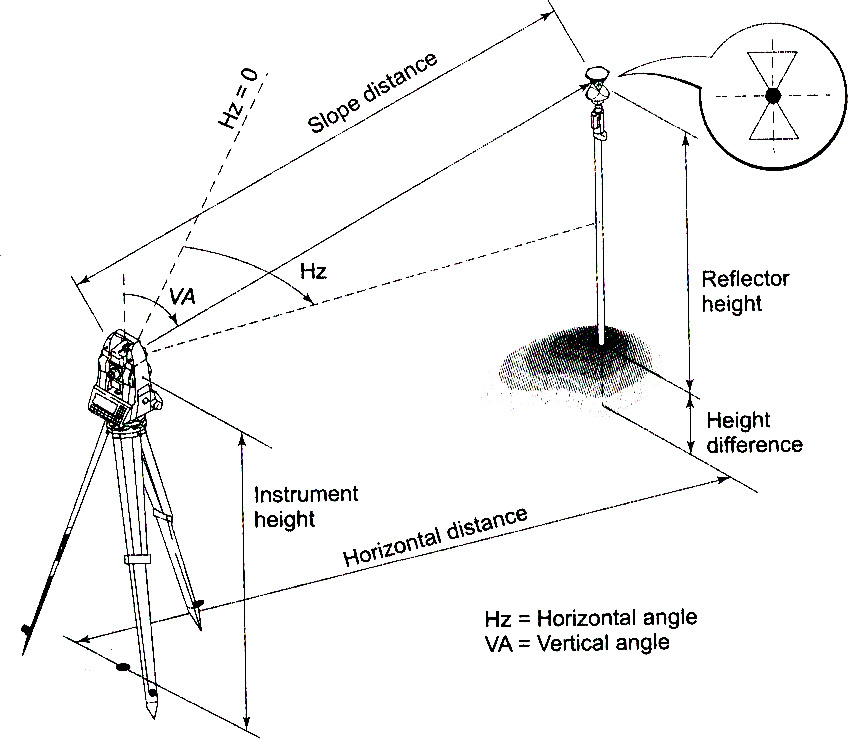 Hz = 0
Slope distance
Hz
VA
Reflector
height
Height
difference
Instrument
height
Horizontal distance
Hz = Horizontal angle
VA = Vertical angle